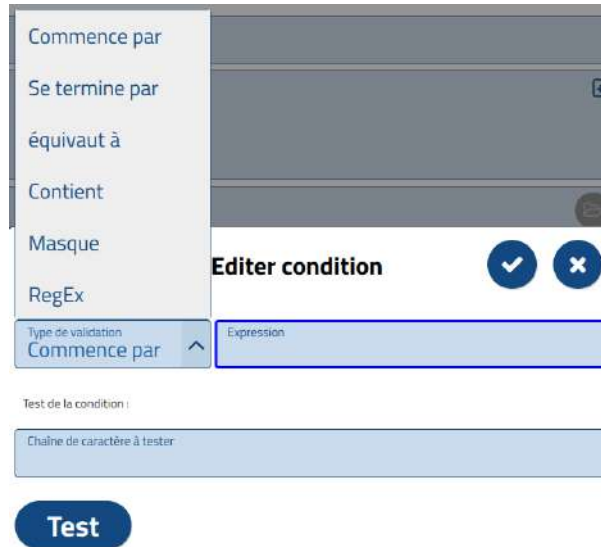 Commence par
Se termine par
équivaut à
Contient
Masque
RegEx
Editer condition
Type de validation
Commence par
Expression
Test de la condition :
Chaîne de caractère à tester
Test